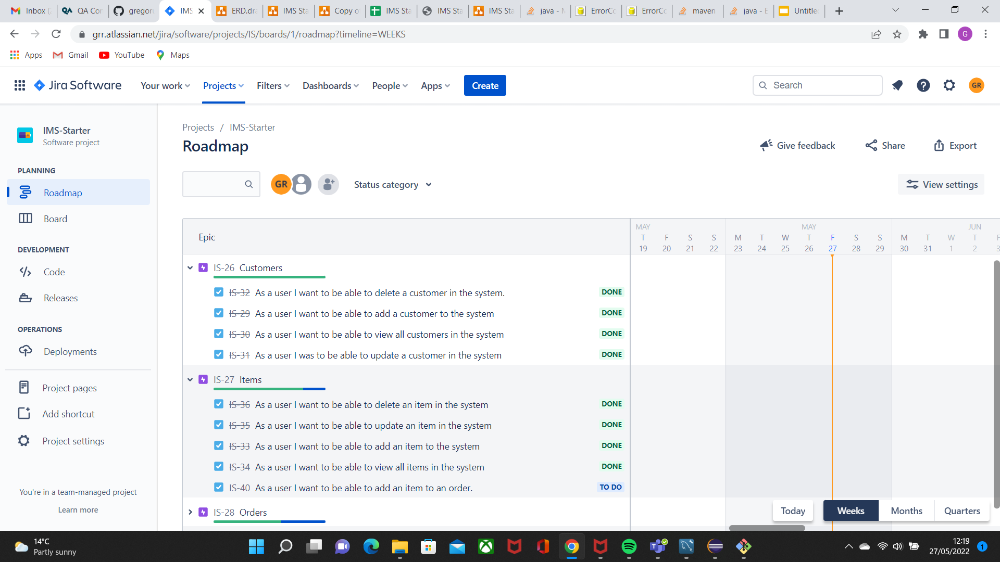 Inbox (
QA Cor
gregor
IMS
ERD.dra
IMS Sta
Copy o
IMS Sta
IMS Sta
IMS Sta
java - M
ErrorCo
ErrorCo
maven
java - E
Untitle
grr.atlassian.net/jira/software/projects/IS/boards/1/roadmap?timeline=WEEKS
G
Apps
Gmail
YouTube
Maps
Jira Software
Your work
Projects
Filters
Dashboards
People
Apps
Create
Search
GR
IMS-Starter
Software project
PLANNING
Roadmap
Board
DEVELOPMENT
Code
Releases
OPERATIONS
Deployments
Project pages
Add shortcut
Project settings
You're in a team-managed project
Learn more
Projects / IMS-Starter
Roadmap
Give feedback
Share
Export
GR
Status category
View settings
Epic
MAY MAY JUN
T F S S M T W T F S S M T W T F
19 20 21 22 23 24 25 26 27 28 29 30 31 1 2 3
IS-26 Customers
IS-32 As a user I want to be able to delete a customer in the system. DONE
IS-29 As a user I want to be able to add a customer to the system DONE
IS-30 As a user I want to be able to view all customers in the system DONE
IS-31 As a user I was to be able to update a customer in the system DONE
IS-27 Items
IS-36 As a user I want to be able to delete an item in the system DONE
IS-35 As a user I want to be able to update an item in the system DONE
IS-33 As a user I want to be able to add an item to the system DONE
IS-34 As a user I want to be able to view all items in the system DONE
IS-40 As a user I want to be able to add an item to an order. TO DO
IS-28 Orders
Today
Weeks
Months
Quarters
14°C
Partly sunny
12:19
27/05/2022
1